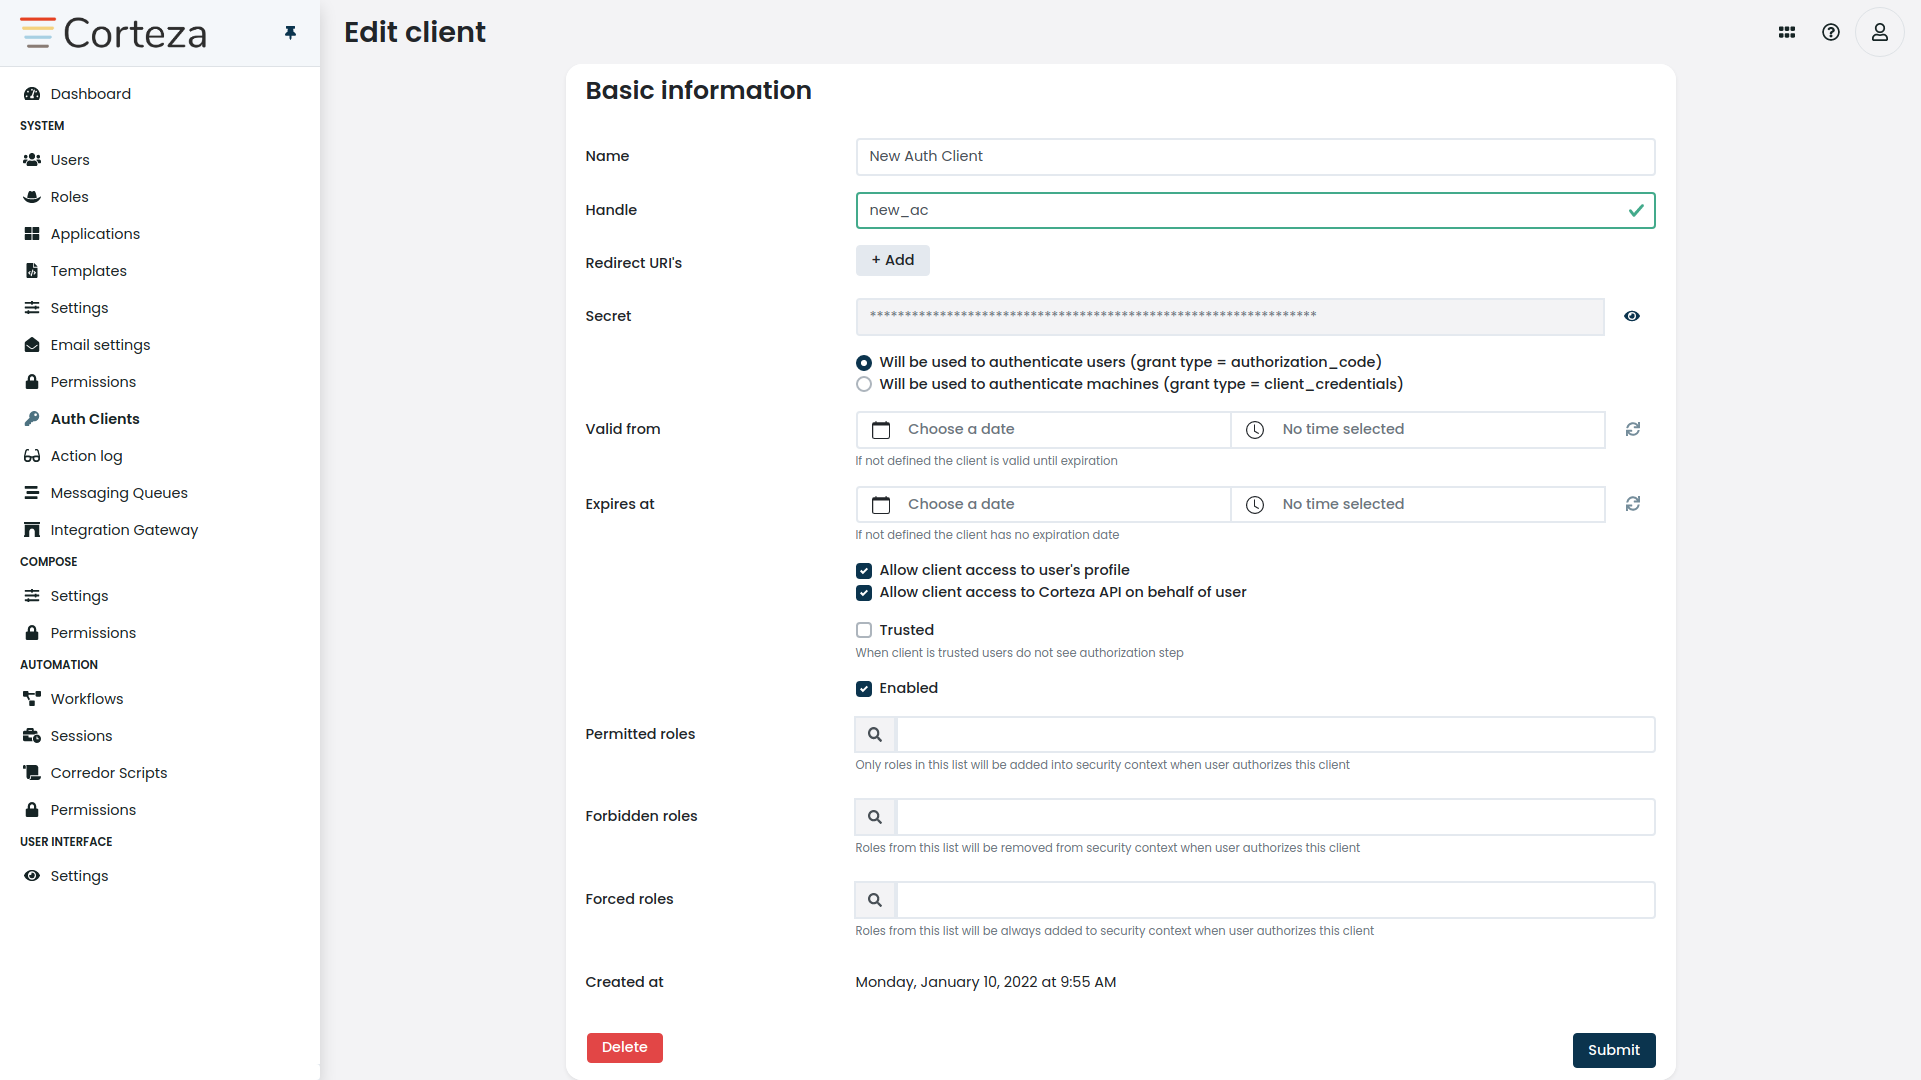 Corteza
Edit client
Dashboard
SYSTEM
Users
Roles
Applications
Templates
Settings
Email settings
Permissions
Auth Clients
Action log
Messaging Queues
Integration Gateway
COMPOSE
Settings
Permissions
AUTOMATION
Workflows
Sessions
Corredor Scripts
Permissions
USER INTERFACE
Settings
Basic information
Name
New Auth Client
Handle
new_ac
Redirect URI's
+ Add
Secret
****************************************************************
Will be used to authenticate users (grant type = authorization_code)
Will be used to authenticate machines (grant type = client_credentials)
Valid from
Choose a date
No time selected
If not defined the client is valid until expiration
Expires at
Choose a date
No time selected
If not defined the client has no expiration date
Allow client access to user's profile
Allow client access to Corteza API on behalf of user
Trusted
When client is trusted users do not see authorization step
Enabled
Permitted roles
Only roles in this list will be added into security context when user authorizes this client
Forbidden roles
Roles from this list will be removed from security context when user authorizes this client
Forced roles
Roles from this list will be always added to security context when user authorizes this client
Created at
Monday, January 10, 2022 at 9:55 AM
Delete
Submit